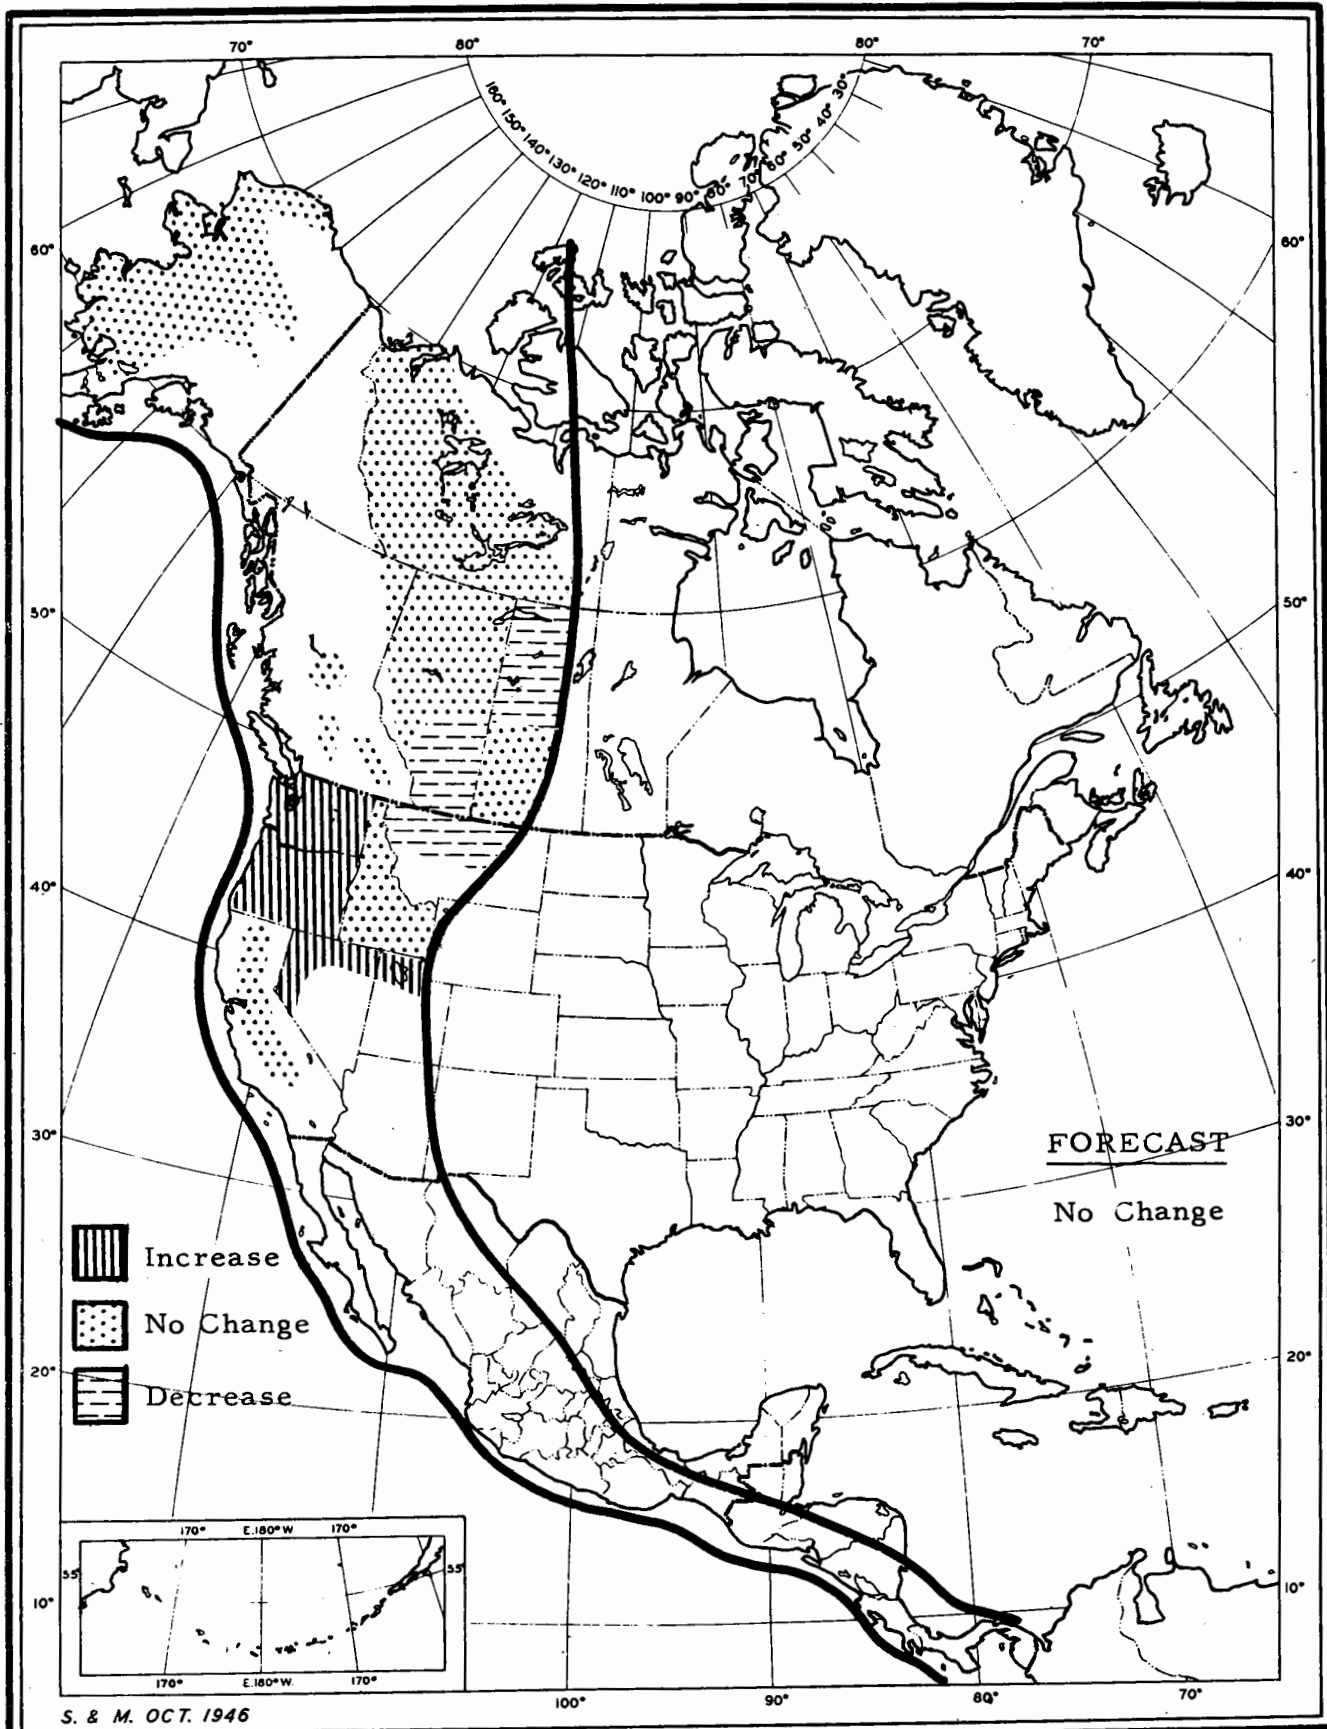 70° 80° 80° 70°
160° 150° 140° 130° 120° 110° 100° 90° 80° 70° 60° 50° 40° 30°
60° 60°
50° 50°
40° 40°
30° 30°
FORECAST
No Change
Increase
No Change
Decrease
20° 20°
170° E.180° W 170°
55° 55°
10° 10°
170° E.180° W. 170°
100° 90° 80° 70°
S. & M. OCT. 1946